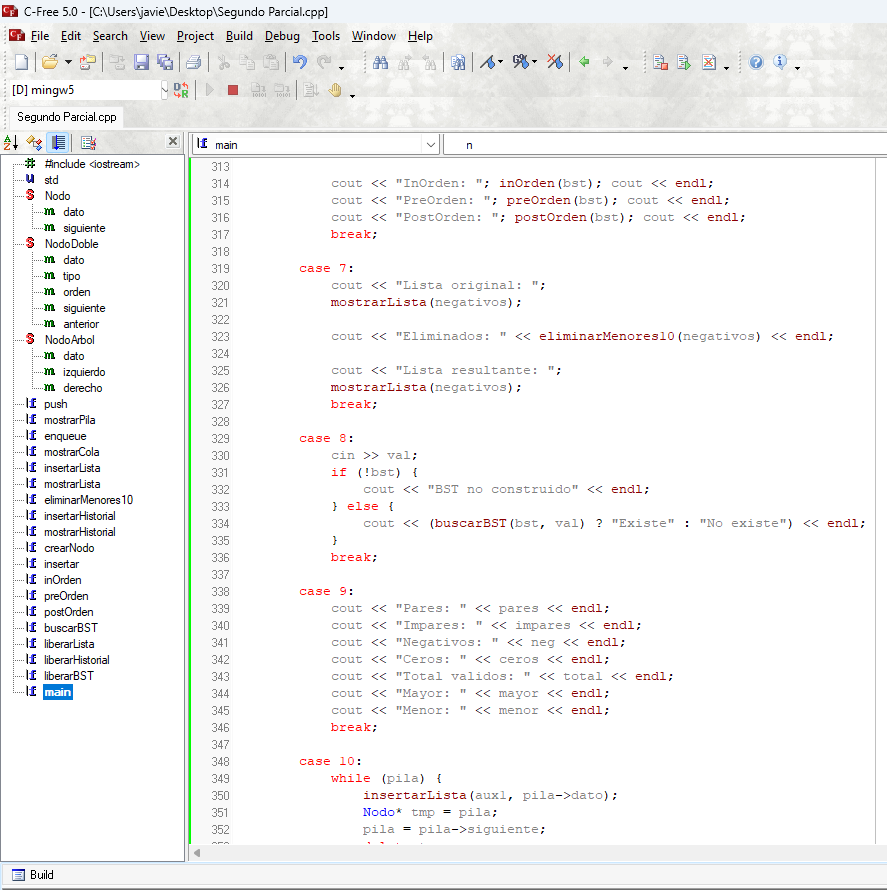 C-Free 5.0 - [C:\Users\javie\Desktop\Segundo Parcial.cpp]
File Edit Search View Project Build Debug Tools Window Help
[D] mingw5
Segundo Parcial.cpp
main
n
#include <iostream>
std
Nodo
dato
siguiente
NodoDoble
dato
tipo
orden
siguiente
anterior
NodoArbol
dato
izquierdo
derecho
push
mostrarPila
enqueue
mostrarCola
insertarLista
mostrarLista
eliminarMenores10
insertarHistorial
mostrarHistorial
crearNodo
insertar
inOrden
preOrden
postOrden
buscarBST
liberarLista
liberarHistorial
liberarBST
main
313
314 cout << "InOrden: "; inOrden(bst); cout << endl;
315 cout << "PreOrden: "; preOrden(bst); cout << endl;
316 cout << "PostOrden: "; postOrden(bst); cout << endl;
317 break;
318
319 case 7:
320 cout << "Lista original: ";
321 mostrarLista(negativos);
322
323 cout << "Eliminados: " << eliminarMenores10(negativos) << endl;
324
325 cout << "Lista resultante: ";
326 mostrarLista(negativos);
327 break;
328
329 case 8:
330 cin >> val;
331 if (!bst) {
332 cout << "BST no construido" << endl;
333 } else {
334 cout << (buscarBST(bst, val) ? "Existe" : "No existe") << endl;
335 }
336 break;
337
338 case 9:
339 cout << "Pares: " << pares << endl;
340 cout << "Impares: " << impares << endl;
341 cout << "Negativos: " << neg << endl;
342 cout << "Ceros: " << ceros << endl;
343 cout << "Total validos: " << total << endl;
344 cout << "Mayor: " << mayor << endl;
345 cout << "Menor: " << menor << endl;
346 break;
347
348 case 10:
349 while (pila) {
350 insertarLista(aux1, pila->dato);
351 Nodo* tmp = pila;
352 pila = pila->siguiente;
Build